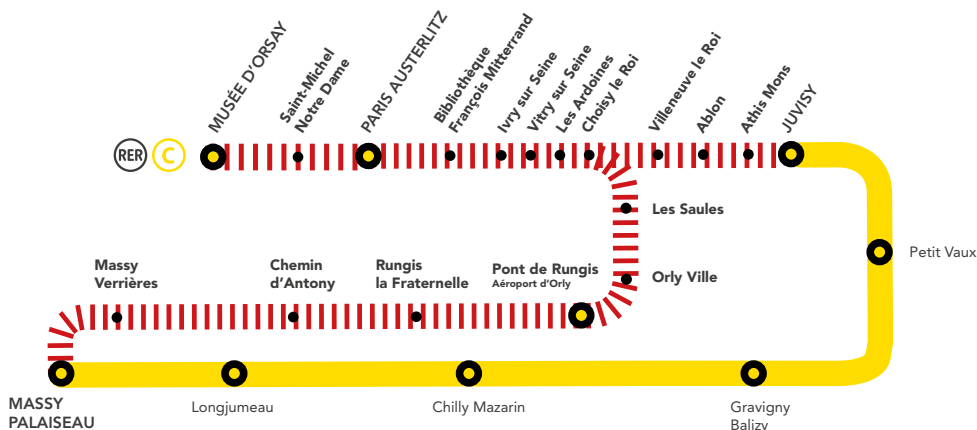 RER C
MUSÉE D'ORSAY
Saint-Michel
Notre Dame
PARIS AUSTERLITZ
Bibliothèque
François Mitterrand
Ivry sur Seine
Vitry sur Seine
Les Ardoines
Choisy le Roi
Villeneuve le Roi
Ablon
Athis Mons
JUVISY
Les Saules
Petit Vaux
Massy
Verrières
Chemin
d'Antony
Rungis
la Fraternelle
Pont de Rungis
Aéroport d'Orly
Orly Ville
MASSY
PALAISEAU
Longjumeau
Chilly Mazarin
Gravigny
Balizy